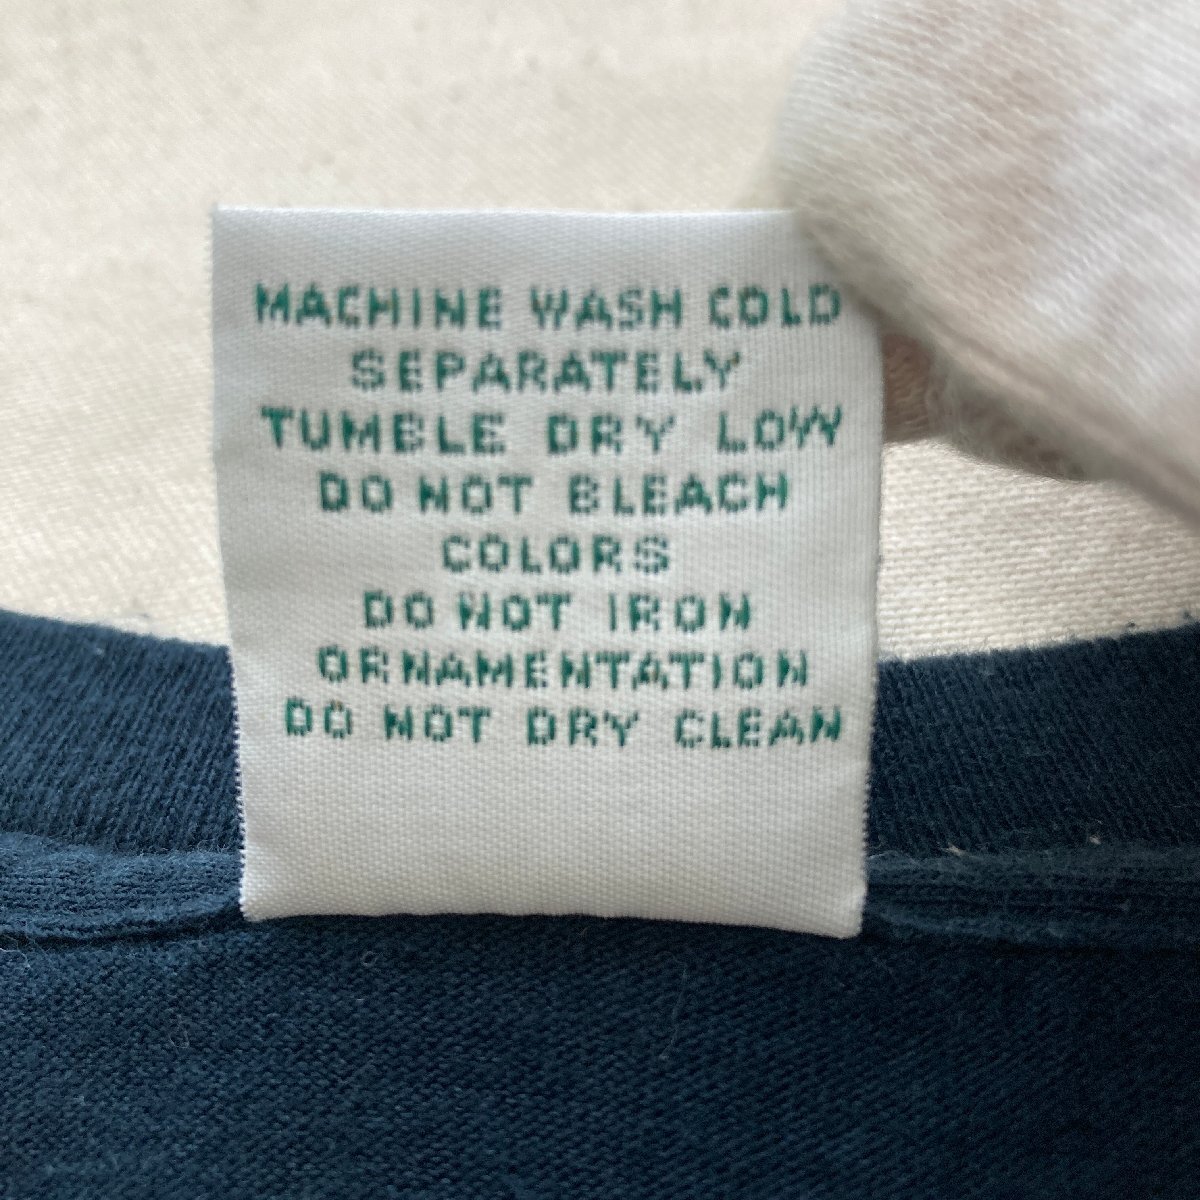 MACHINE WASH COLD
SEPARATELY
TUMBLE DRY LOW
DO NOT BLEACH
COLORS
DO NOT IRON
ORNAMENTATION
DO NOT DRY CLEAN